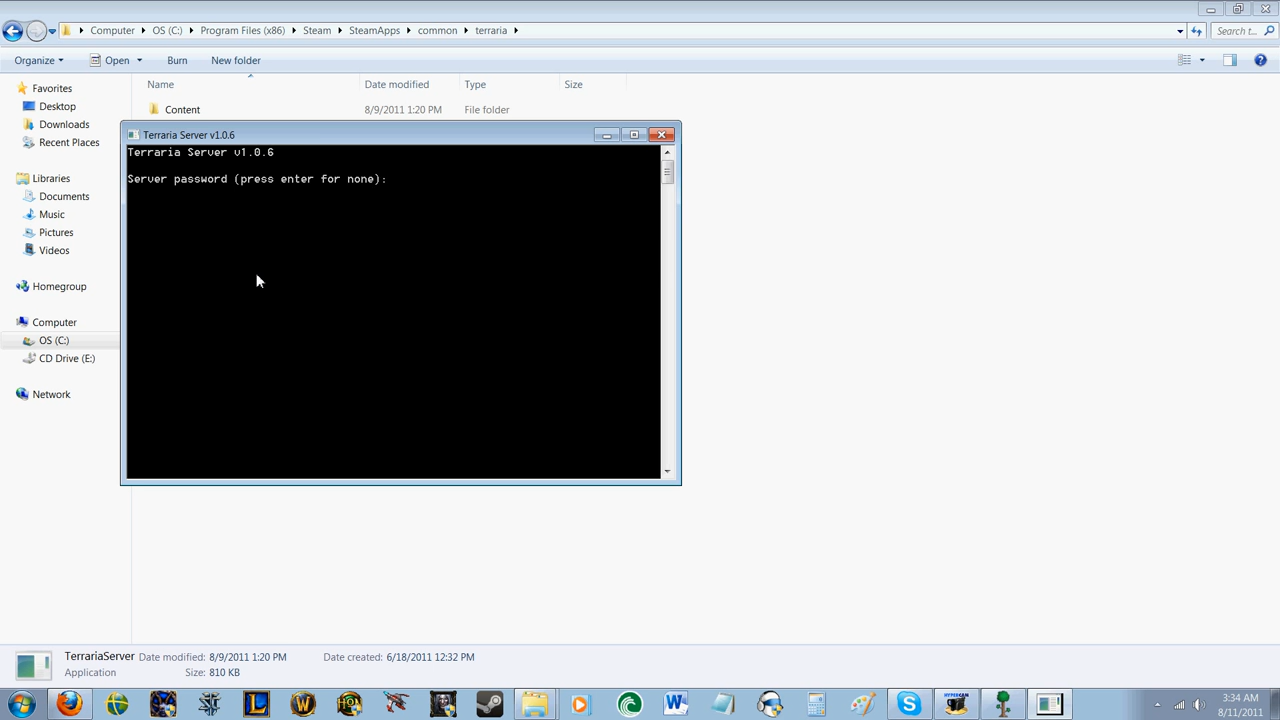 Computer OS (C:) Program Files (x86) Steam SteamApps common terraria Search t...
Organize Open Burn New folder
Favorites
Desktop
Downloads
Recent Places
Libraries
Documents
Music
Pictures
Videos
Homegroup
Computer
OS (C:)
CD Drive (E:)
Network
Name Date modified Type Size
Content 8/9/2011 1:20 PM File folder
Terraria Server v1.0.6
Terraria Server v1.0.6
Server password (press enter for none):
TerrariaServer Date modified: 8/9/2011 1:20 PM Date created: 6/18/2011 12:32 PM
Application Size: 810 KB
3:34 AM
8/11/2011